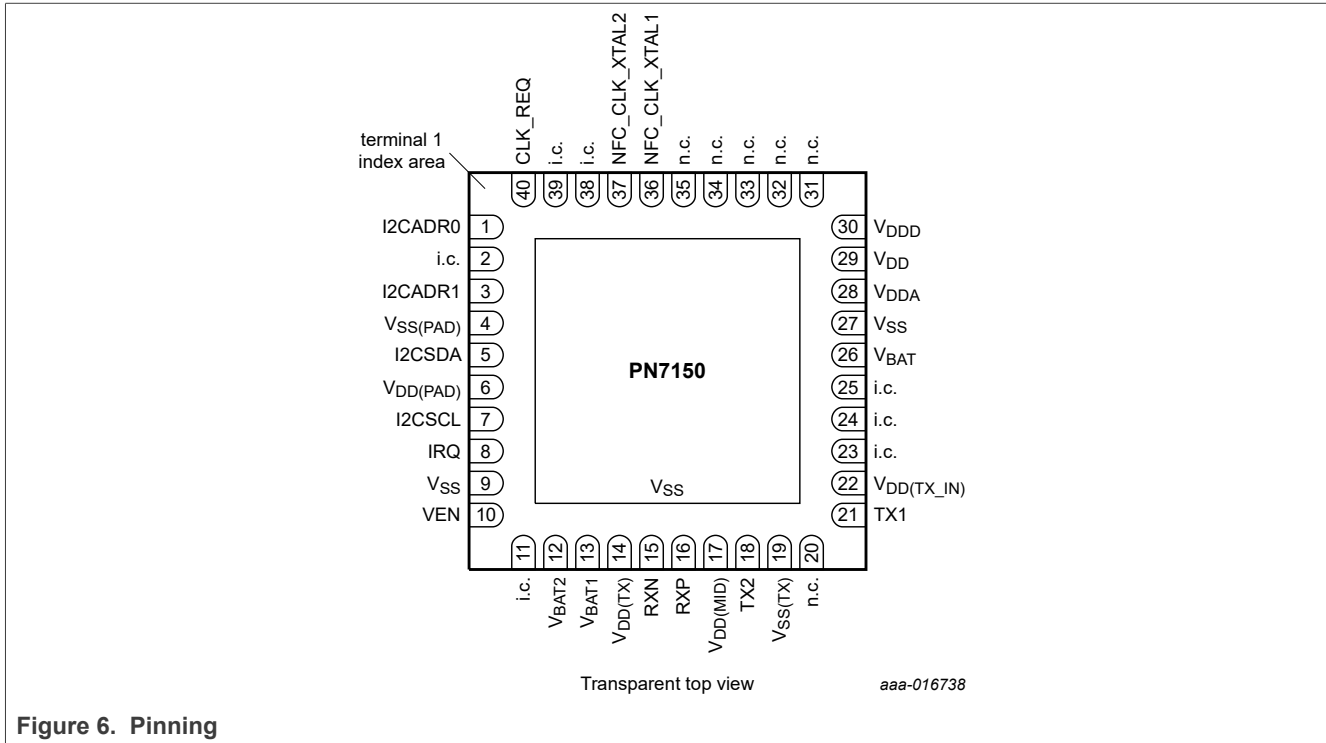 CLK_REQ
i.c.
i.c.
NFC_CLK_XTAL2
NFC_CLK_XTAL1
n.c.
n.c.
n.c.
n.c.
n.c.
terminal 1
index area
40
39
38
37
36
35
34
33
32
31
I2CADR0 1
i.c. 2
I2CADR1 3
VSS(PAD) 4
I2CSDA 5
VDD(PAD) 6
I2CSCL 7
IRQ 8
VSS 9
VEN 10
PN7150
VSS
30 VDDD
29 VDD
28 VDDA
27 VSS
26 VBAT
25 i.c.
24 i.c.
23 i.c.
22 VDD(TX_IN)
21 TX1
11
12
13
14
15
16
17
18
19
20
i.c.
VBAT2
VBAT1
VDD(TX)
RXN
RXP
VDD(MID)
TX2
VSS(TX)
n.c.
Transparent top view
aaa-016738
Figure 6. Pinning